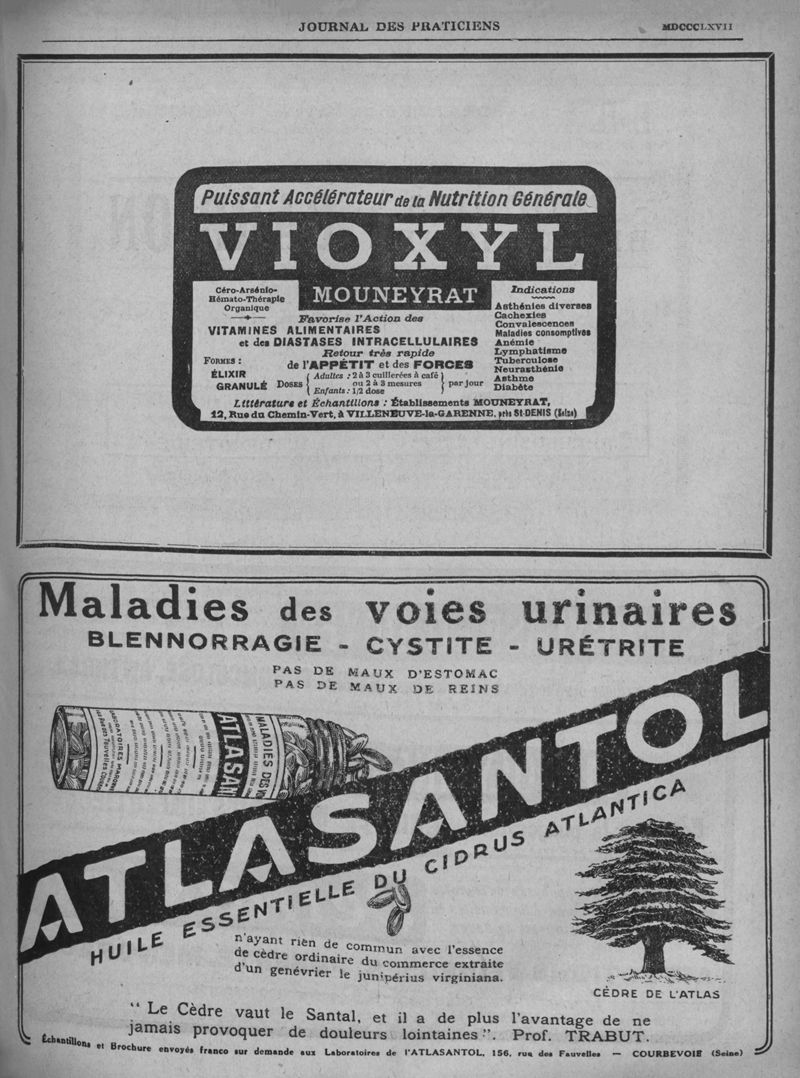 JOURNAL DES PRATICIENS
MDCCCLXVII
Puissant Accélérateur de la Nutrition Générale
VIOXYL
MOUNEYRAT
Céro-Arsénio-
Hémato-Thérapie
Organique
Favorise l'Action des
VITAMINES ALIMENTAIRES
et des DIASTASES INTRACELLULAIRES
Retour très rapide
de l'APPÉTIT et des FORCES
FORMES :
ÉLIXIR
GRANULÉ
DOSES
Adultes : 2 à 3 cuillerées à café
ou 2 à 3 mesures
Enfants : 1/2 dose
par jour
Indications
Asthénies diverses
Cachexies
Convalescences
Maladies consomptives
Anémie
Lymphatisme
Tuberculose
Neurasthénie
Asthme
Diabète
Littérature et Échantillons : Établissements MOUNEYRAT,
12, Rue du Chemin-Vert, à VILLENEUVE-la-GARENNE, près St-DENIS (Seine)
Maladies des voies urinaires
BLENNORRAGIE - CYSTITE - URÉTRITE
PAS DE MAUX D'ESTOMAC
PAS DE MAUX DE REINS
MALADIES DES VO
ATLASAN
ATLASANTOL
HUILE ESSENTIELLE DU CIDRUS ATLANTICA
n'ayant rien de commun avec l'essence
de cèdre ordinaire du commerce extraite
d'un genévrier le junipérius virginiana.
CÈDRE DE L'ATLAS
" Le Cèdre vaut le Santal, et il a de plus l'avantage de ne
jamais provoquer de douleurs lointaines". Prof. TRABUT.
Échantillons et Brochure envoyés franco sur demande aux Laboratoires de l'ATLASANTOL, 156, rue des Fauvelles — COURBEVOIE (Seine)